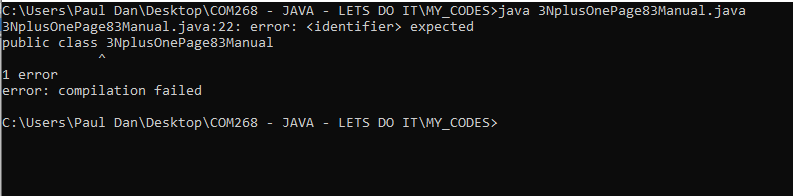 C:\Users\Paul Dan\Desktop\COM268 - JAVA - LETS DO IT\MY_CODES>java 3NplusOnePage83Manual.java
3NplusOnePage83Manual.java:22: error: <identifier> expected
public class 3NplusOnePage83Manual
^
1 error
error: compilation failed
C:\Users\Paul Dan\Desktop\COM268 - JAVA - LETS DO IT\MY_CODES>